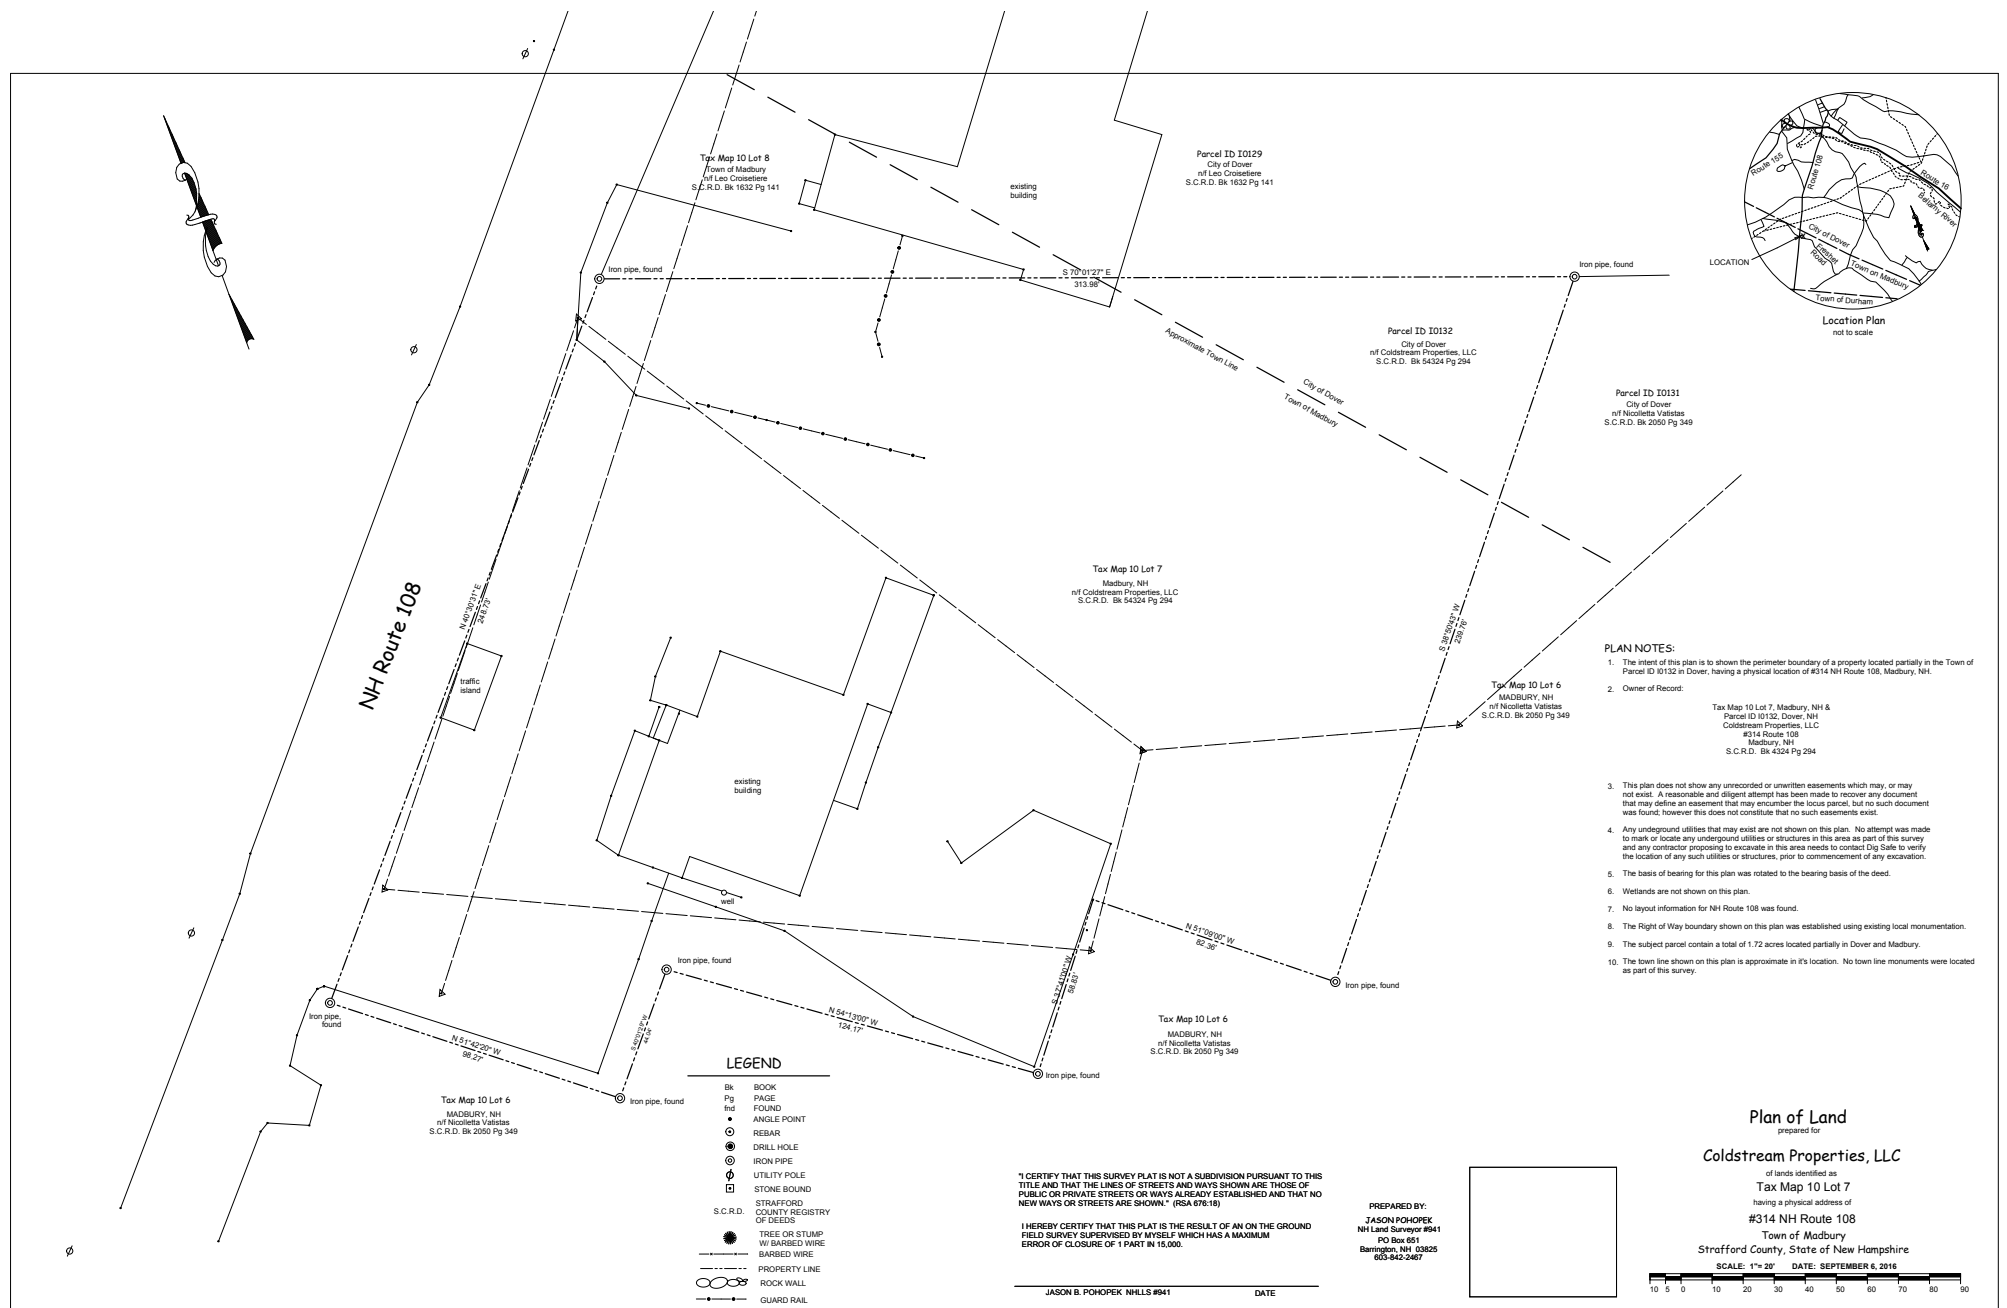 Tax Map 10 Lot 8
Town of Madbury
n/f Leo Croisetiere
S.C.R.D. Bk 1632 Pg 141
existing
building
Parcel ID I0129
City of Dover
n/f Leo Croisetiere
S.C.R.D. Bk 1632 Pg 141
Route 155
Route 108
Route 16
Bellamy River
City of Dover
Freshet
Road
Town on Madbury
Town of Durham
LOCATION
Location Plan
not to scale
Iron pipe, found
S 70°01'27" E
313.98'
Iron pipe, found
Approximate Town Line
City of Dover
Town of Madbury
Parcel ID I0132
City of Dover
n/f Coldstream Properties, LLC
S.C.R.D. Bk 54324 Pg 294
Parcel ID I0131
City of Dover
n/f Nicolletta Vatistas
S.C.R.D. Bk 2050 Pg 349
Tax Map 10 Lot 7
Madbury, NH
n/f Coldstream Properties, LLC
S.C.R.D. Bk 54324 Pg 294
NH Route 108
N 40°30'31" E
248.73'
traffic
island
S 38°50'43" W
239.76'
Tax Map 10 Lot 6
MADBURY, NH
n/f Nicolletta Vatistas
S.C.R.D. Bk 2050 Pg 349
existing
building
well
PLAN NOTES:
1. The intent of this plan is to shown the perimeter boundary of a property located partially in the Town of
Parcel ID I0132 in Dover, having a physical location of #314 NH Route 108, Madbury, NH.
2. Owner of Record:
Tax Map 10 Lot 7, Madbury, NH &
Parcel ID I0132, Dover, NH
Coldstream Properties, LLC
#314 Route 108
Madbury, NH
S.C.R.D. Bk 4324 Pg 294
3. This plan does not show any unrecorded or unwritten easements which may, or may
not exist. A reasonable and diligent attempt has been made to recover any document
that may define an easement that may encumber the locus parcel, but no such document
was found; however this does not constitute that no such easements exist.
4. Any undeground utilities that may exist are not shown on this plan. No attempt was made
to mark or locate any undergound utilities or structures in this area as part of this survey
and any contractor proposing to excavate in this area needs to contact Dig Safe to verify
the location of any such utilities or structures, prior to commencement of any excavation.
5. The basis of bearing for this plan was rotated to the bearing basis of the deed.
6. Wetlands are not shown on this plan.
7. No layout information for NH Route 108 was found.
8. The Right of Way boundary shown on this plan was established using existing local monumentation.
9. The subject parcel contain a total of 1.72 acres located partially in Dover and Madbury.
10. The town line shown on this plan is approximate in it's location. No town line monuments were located
as part of this survey.
N 51°09'00" W
82.36'
Iron pipe, found
S 37°41'00" W
58.83'
Iron pipe, found
N 54°13'00" W
124.17'
Iron pipe, found
S 40°01'29" W
44.04'
Iron pipe,
found
N 51°42'20" W
98.27'
Iron pipe, found
Tax Map 10 Lot 6
MADBURY, NH
n/f Nicolletta Vatistas
S.C.R.D. Bk 2050 Pg 349
Tax Map 10 Lot 6
MADBURY, NH
n/f Nicolletta Vatistas
S.C.R.D. Bk 2050 Pg 349
LEGEND
Bk BOOK
Pg PAGE
fnd FOUND
ANGLE POINT
REBAR
DRILL HOLE
IRON PIPE
UTILITY POLE
STONE BOUND
S.C.R.D. STRAFFORD
COUNTY REGISTRY
OF DEEDS
TREE OR STUMP
W/ BARBED WIRE
BARBED WIRE
PROPERTY LINE
ROCK WALL
GUARD RAIL
"I CERTIFY THAT THIS SURVEY PLAT IS NOT A SUBDIVISION PURSUANT TO THIS
TITLE AND THAT THE LINES OF STREETS AND WAYS SHOWN ARE THOSE OF
PUBLIC OR PRIVATE STREETS OR WAYS ALREADY ESTABLISHED AND THAT NO
NEW WAYS OR STREETS ARE SHOWN." (RSA 676:18)
I HEREBY CERTIFY THAT THIS PLAT IS THE RESULT OF AN ON THE GROUND
FIELD SURVEY SUPERVISED BY MYSELF WHICH HAS A MAXIMUM
ERROR OF CLOSURE OF 1 PART IN 15,000.
JASON B. POHOPEK NHLLS #941 DATE
PREPARED BY:
JASON POHOPEK
NH Land Surveyor #941
PO Box 651
Barrington, NH 03825
603-842-2467
Plan of Land
prepared for
Coldstream Properties, LLC
of lands identified as
Tax Map 10 Lot 7
having a physical address of
#314 NH Route 108
Town of Madbury
Strafford County, State of New Hampshire
SCALE: 1"= 20' DATE: SEPTEMBER 6, 2016
10 5 0 10 20 30 40 50 60 70 80 90